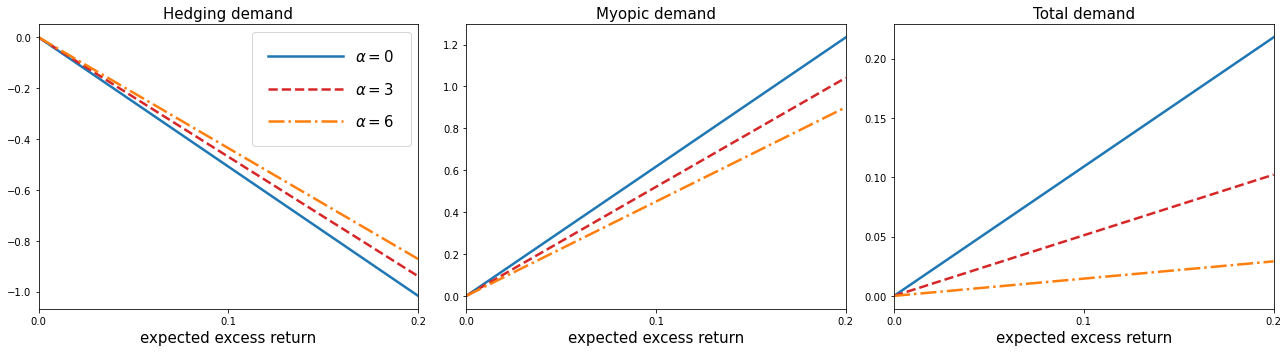 Hedging demand
0.0
−0.2
−0.4
−0.6
−0.8
−1.0
α = 0
α = 3
α = 6
0.0 0.1 0.2
expected excess return
Myopic demand
1.2
1.0
0.8
0.6
0.4
0.2
0.0
0.0 0.1 0.2
expected excess return
Total demand
0.20
0.15
0.10
0.05
0.00
0.0 0.1 0.2
expected excess return